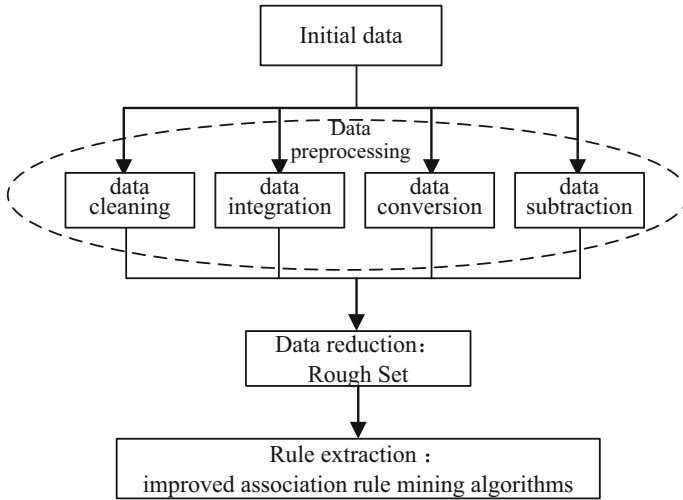 Initial data
Data
preprocessing
data
cleaning
data
integration
data
conversion
data
subtraction
Data reduction：
Rough Set
Rule extraction：
improved association rule mining algorithms